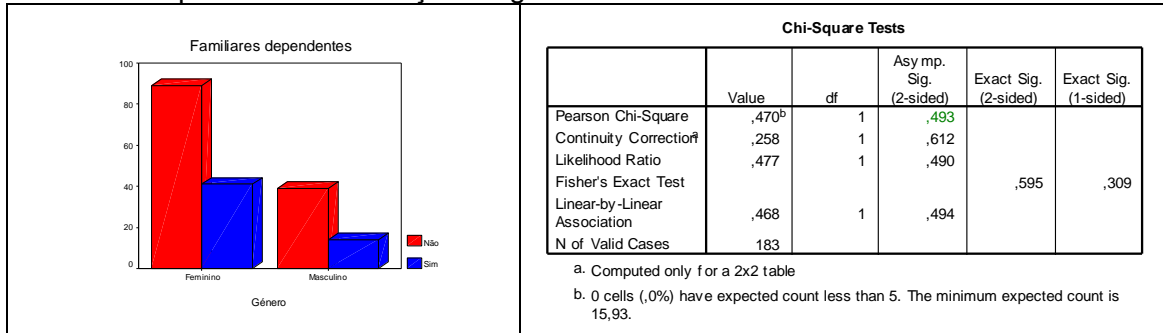 Familiares dependentes
100
80
60
40
20
0
Não
Sim
Feminino
Masculino
Género
Chi-Square Tests
Value
df
Asymp. Sig. (2-sided)
Exact Sig. (2-sided)
Exact Sig. (1-sided)
Pearson Chi-Square ,470b 1 ,493
Continuity Correctiona ,258 1 ,612
Likelihood Ratio ,477 1 ,490
Fisher's Exact Test ,595 ,309
Linear-by-Linear
Association ,468 1 ,494
N of Valid Cases 183
a. Computed only for a 2x2 table
b. 0 cells (,0%) have expected count less than 5. The minimum expected count is
15,93.